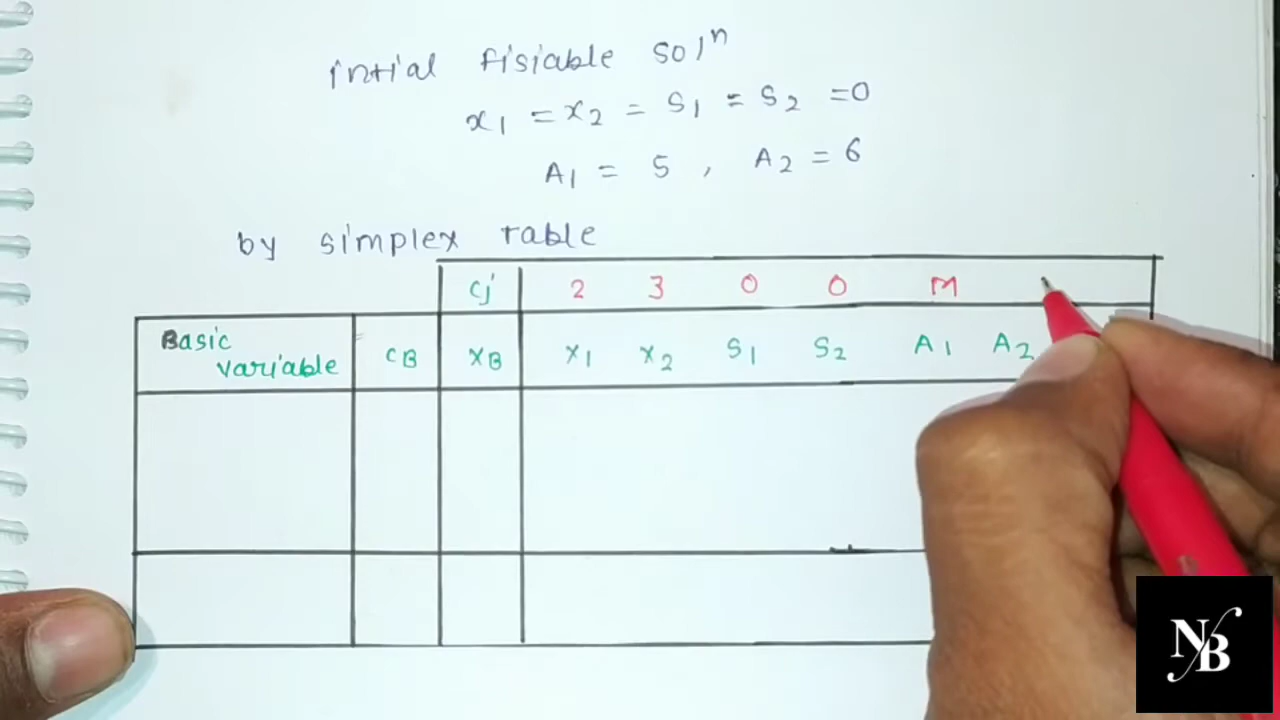 intial fisiable solⁿ
x₁ = x₂ = S₁ = S₂ = 0
A₁ = 5 , A₂ = 6
by simplex table
Cj 2 3 0 0 M
Basic variable CB XB X₁ X₂ S₁ S₂ A₁ A₂
NB